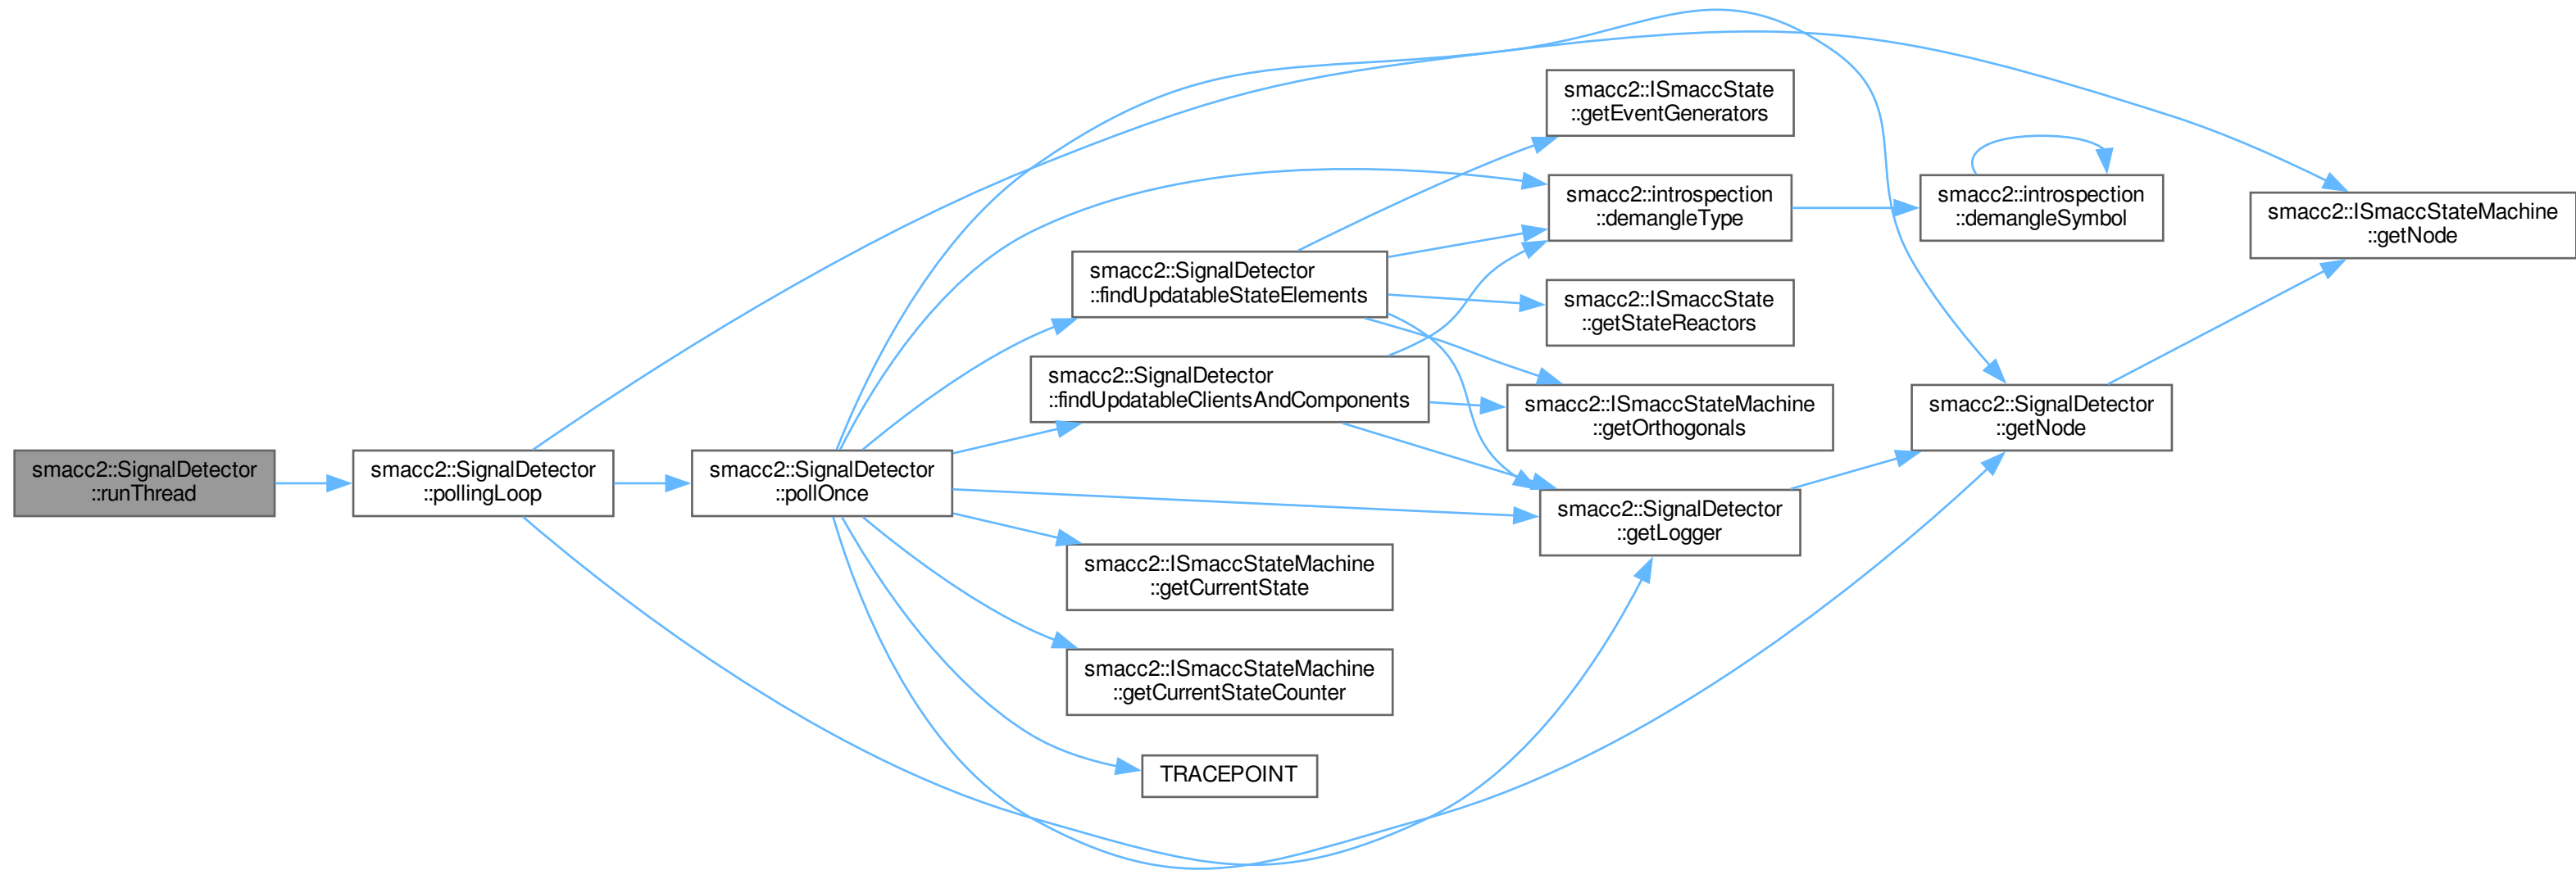 smacc2::SignalDetector
::runThread
smacc2::SignalDetector
::pollingLoop
smacc2::SignalDetector
::pollOnce
smacc2::SignalDetector
::findUpdatableStateElements
smacc2::SignalDetector
::findUpdatableClientsAndComponents
smacc2::ISmaccStateMachine
::getCurrentState
smacc2::ISmaccStateMachine
::getCurrentStateCounter
TRACEPOINT
smacc2::ISmaccState
::getEventGenerators
smacc2::introspection
::demangleType
smacc2::ISmaccState
::getStateReactors
smacc2::ISmaccStateMachine
::getOrthogonals
smacc2::SignalDetector
::getLogger
smacc2::introspection
::demangleSymbol
smacc2::SignalDetector
::getNode
smacc2::ISmaccStateMachine
::getNode